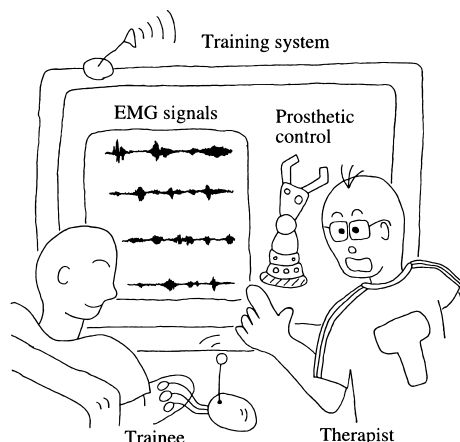 Training system
EMG signals
Prosthetic
control
T
Trainee
Therapist